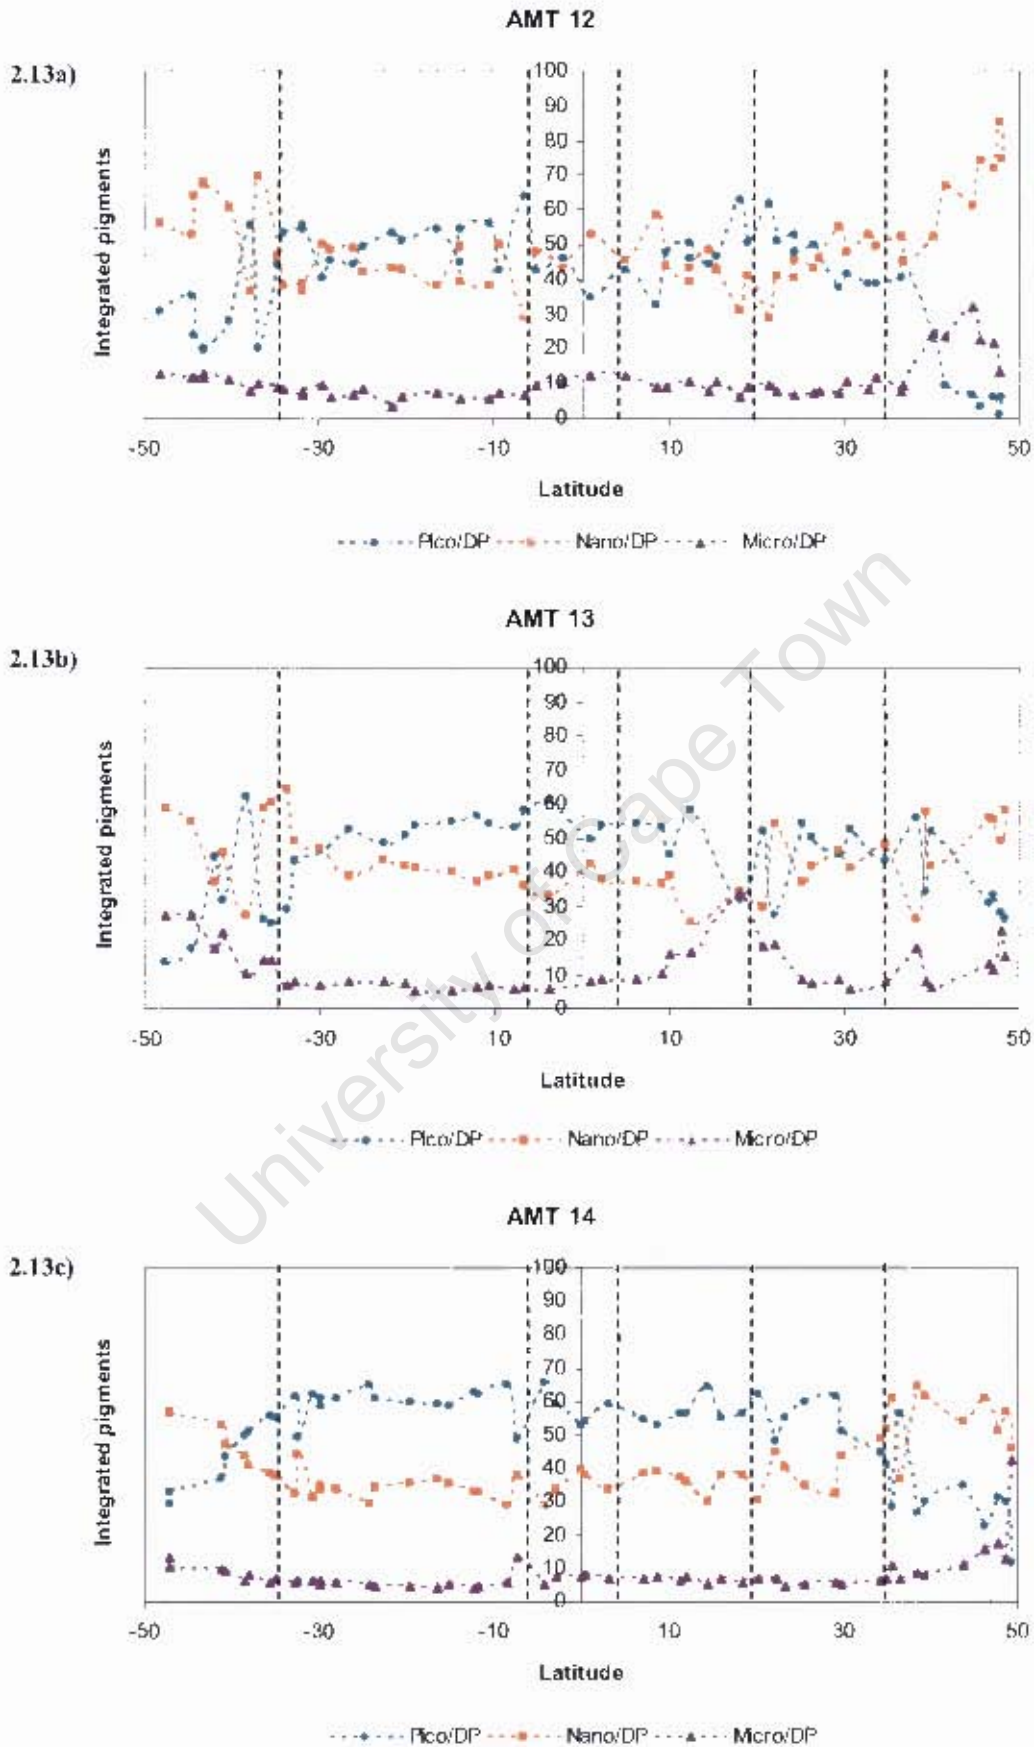 AMT 12
2.13a)
Integrated pigments
100
90
80
70
60
50
40
30
20
10
0
-50 -30 -10 10 30 50
Latitude
Pico/DP Nano/DP Micro/DP
AMT 13
2.13b)
Integrated pigments
100
90
80
70
60
50
40
30
20
10
0
-50 -30 -10 10 30 50
Latitude
Pico/DP Nano/DP Micro/DP
AMT 14
2.13c)
Integrated pigments
100
90
80
70
60
50
40
30
20
10
0
-50 -30 -10 10 30 50
Latitude
Pico/DP Nano/DP Micro/DP
University of Cape Town